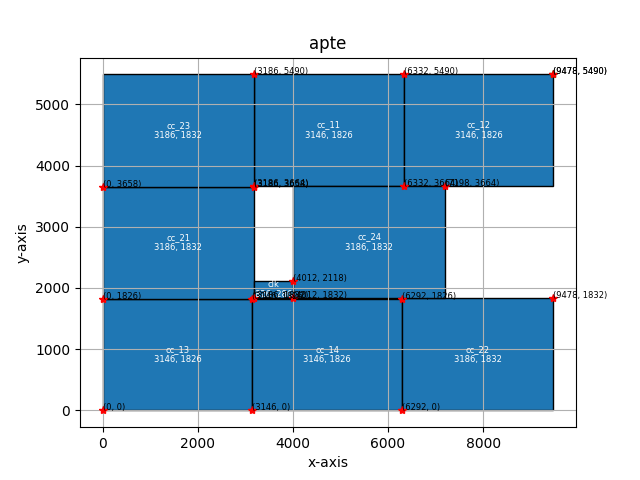 apte
(3186, 5490)
(6332, 5490)
(9478, 5490)
cc_23
3186, 1832
cc_11
3146, 1826
cc_12
3146, 1826
(0, 3658)
(6332, 3664)
cc_21
3186, 1832
cc_24
3186, 1832
(4012, 2118)
clk
(0, 1826)
(4012, 1832)
(6292, 1826)
(9478, 1832)
cc_13
3146, 1826
cc_14
3146, 1826
cc_22
3186, 1832
(0, 0)
(3146, 0)
(6292, 0)
5000
4000
3000
2000
1000
0
y-axis
0 2000 4000 6000 8000
x-axis